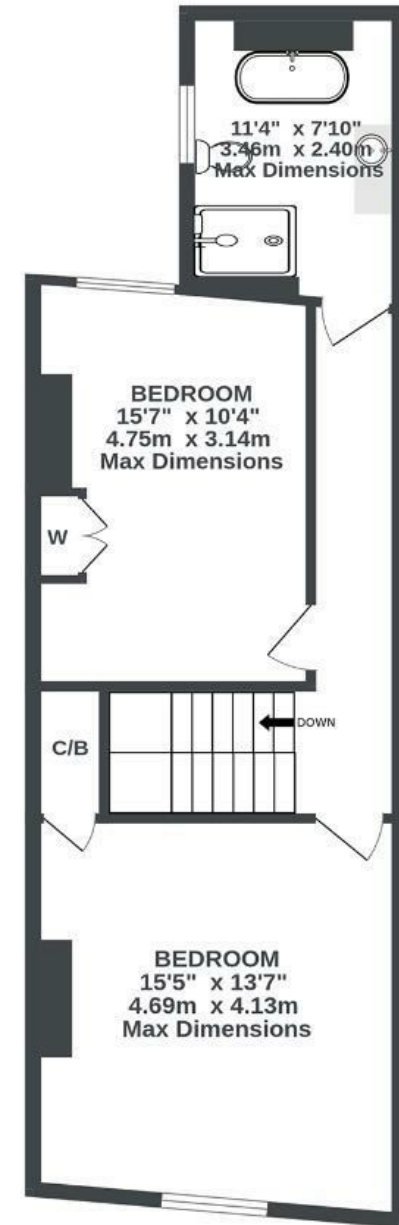 11'4" x 7'10"
3.46m x 2.40m
Max Dimensions
BEDROOM
15'7" x 10'4"
4.75m x 3.14m
Max Dimensions
W
C/B
DOWN
BEDROOM
15'5" x 13'7"
4.69m x 4.13m
Max Dimensions